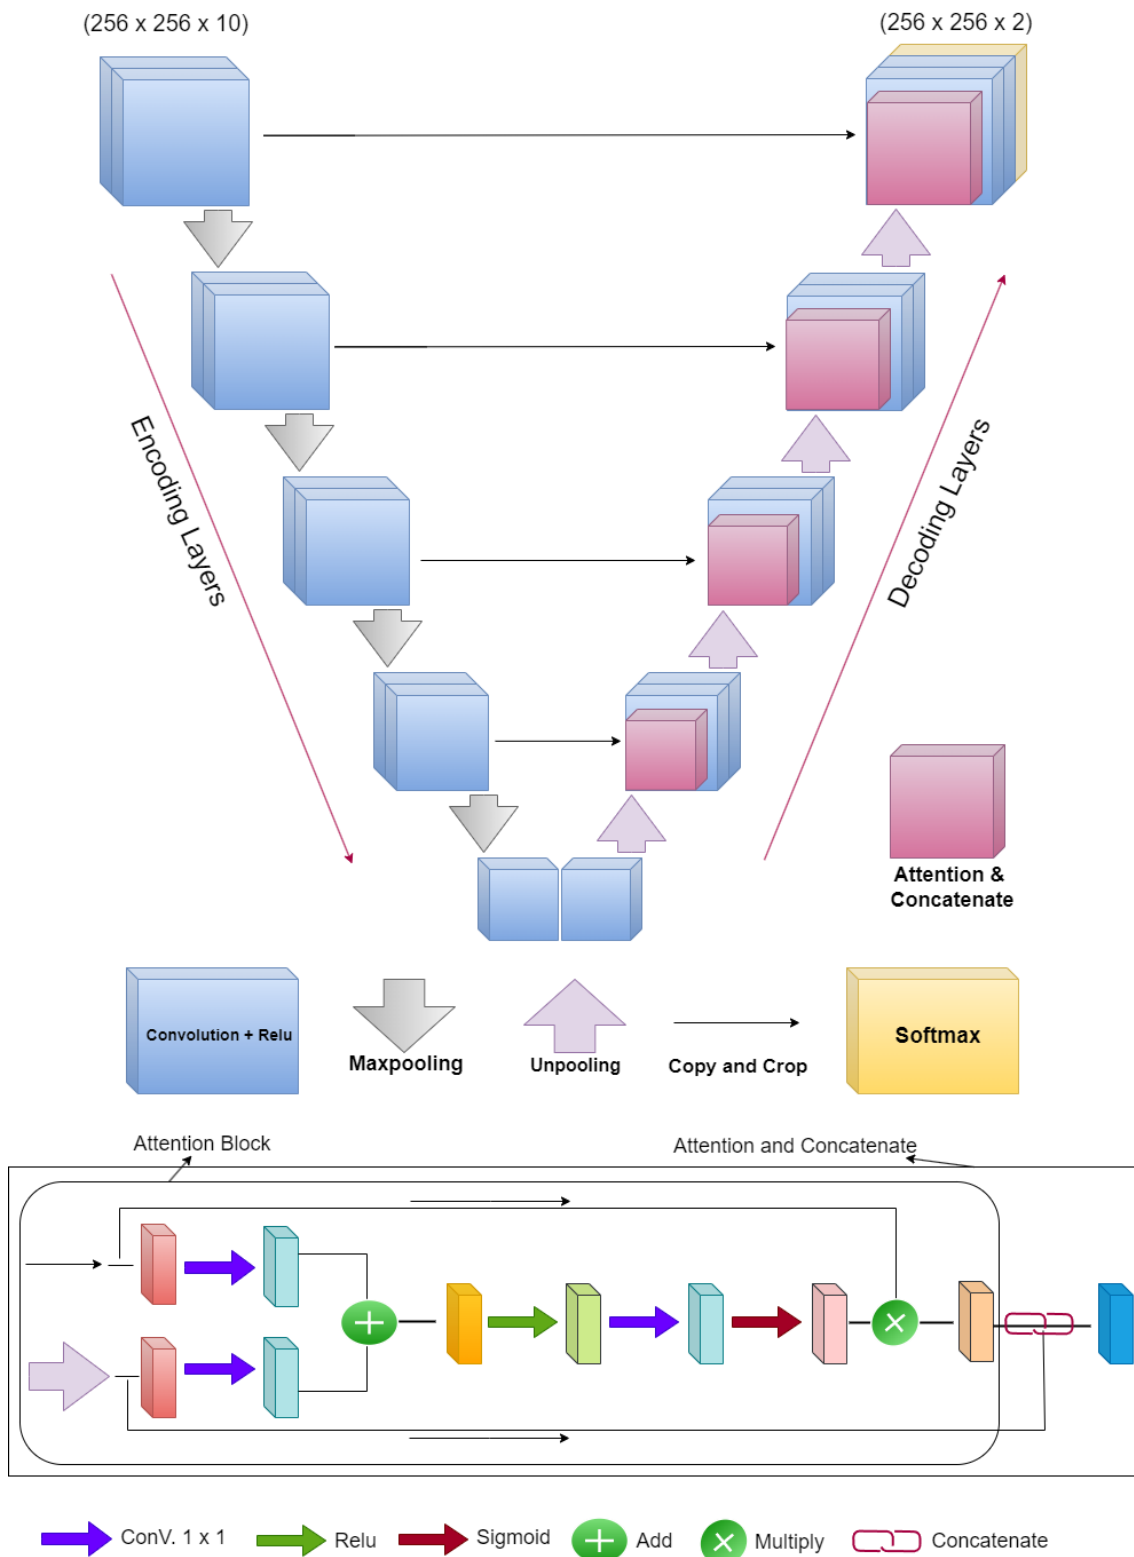 (256 x 256 x 10)
(256 x 256 x 2)
Encoding Layers
Decoding Layers
Attention &
Concatenate
Convolution + Relu
Maxpooling
Unpooling
Copy and Crop
Softmax
Attention Block
Attention and Concatenate
ConV. 1 x 1
Relu
Sigmoid
Add
Multiply
Concatenate